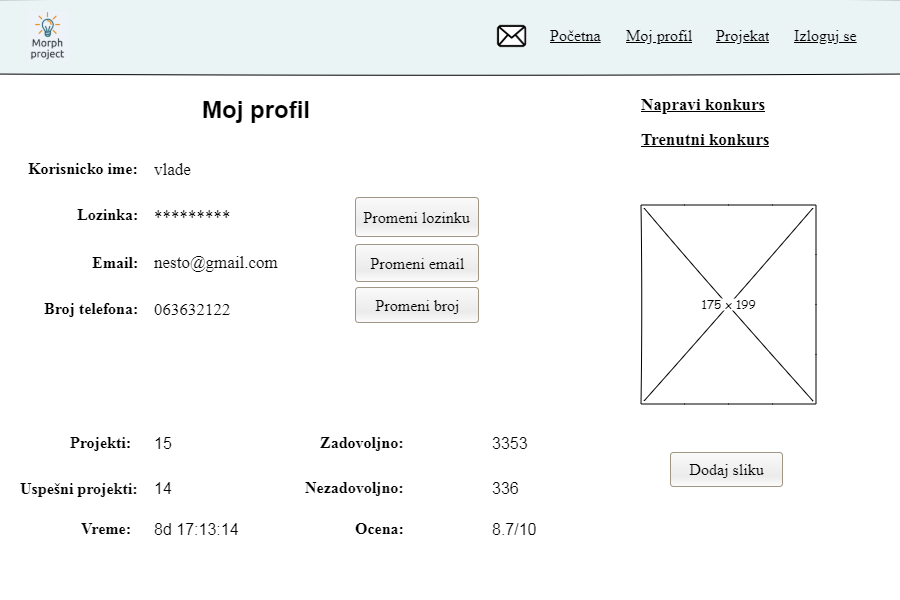 Morph
project
Početna Moj profil Projekat Izloguj se
Moj profil
Napravi konkurs
Trenutni konkurs
Korisnicko ime: vlade
Lozinka: ********* Promeni lozinku
Email: nesto@gmail.com Promeni email
Broj telefona: 063632122 Promeni broj
175 x 199
Projekti: 15 Zadovoljno: 3353
Dodaj sliku
Uspešni projekti: 14 Nezadovoljno: 336
Vreme: 8d 17:13:14 Ocena: 8.7/10